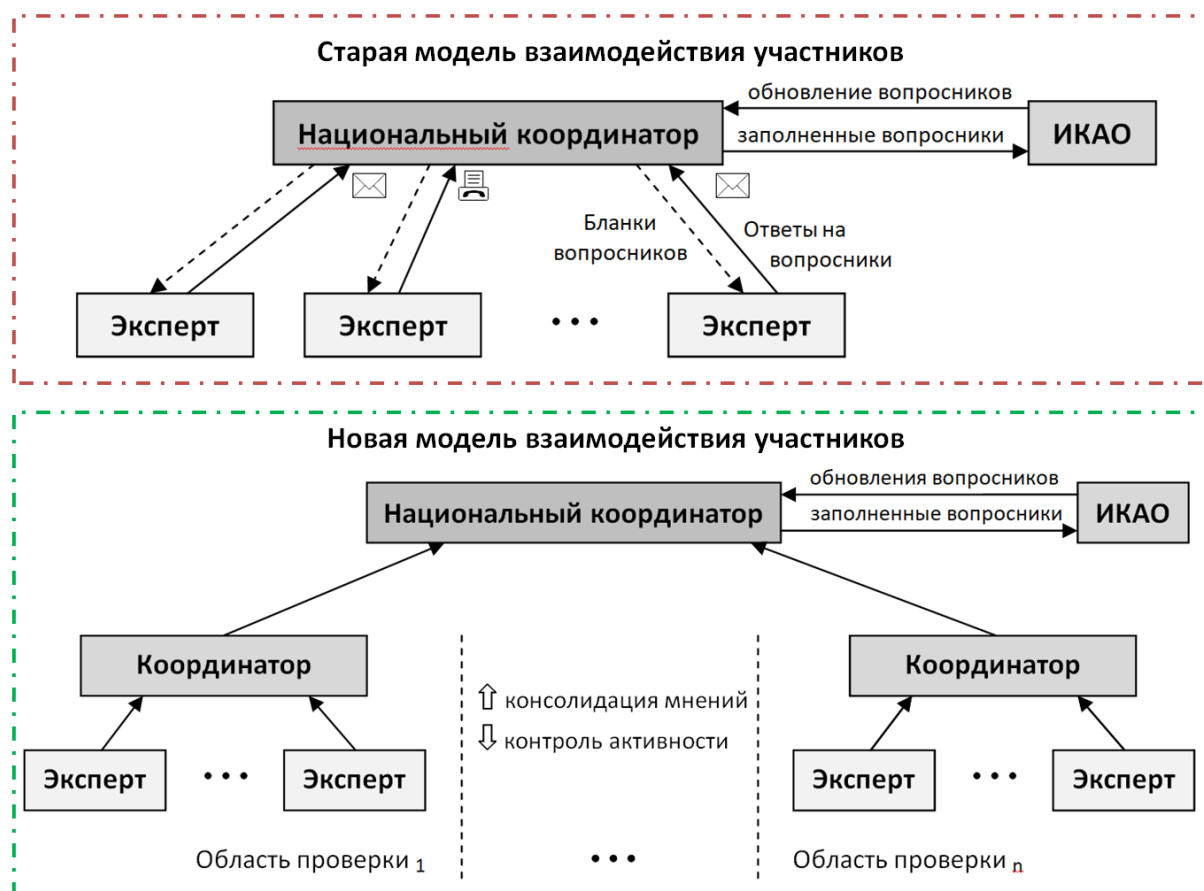 Старая модель взаимодействия участников
обновление вопросников
Национальный координатор
заполненные вопросники
ИКАО
Бланки
вопросников
Ответы на
вопросники
Эксперт
Эксперт
• • •
Эксперт
Новая модель взаимодействия участников
обновления вопросников
Национальный координатор
заполненные вопросники
ИКАО
Координатор
Координатор
⇧ консолидация мнений
⇩ контроль активности
Эксперт
• • •
Эксперт
Эксперт
• • •
Эксперт
Область проверки 1
• • •
Область проверки n